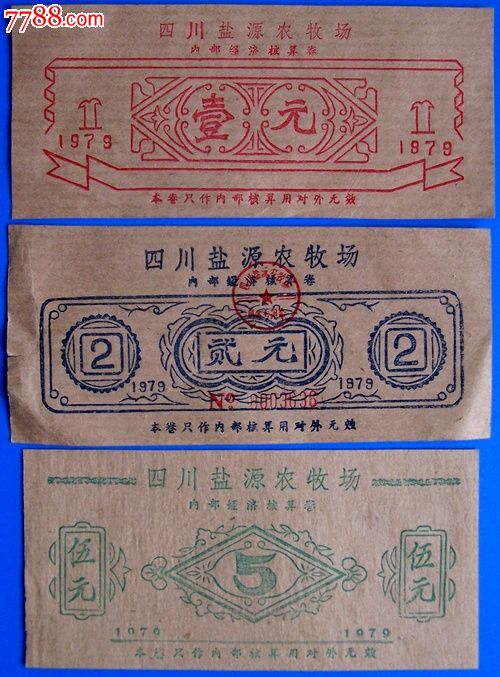 7788.com
四川盐源农牧场
内部经济核算卷
1 壹元 1
1979 1979
本卷只作内部核算用对外无效
四川盐源农牧场
内部经济核算卷
2 贰元 2
1979 1979
№ 0003636
本卷只作内部核算用对外无效
四川盐源农牧场
内部经济核算卷
伍元 5 伍元
1979 1979
本卷只作内部核算用对外无效